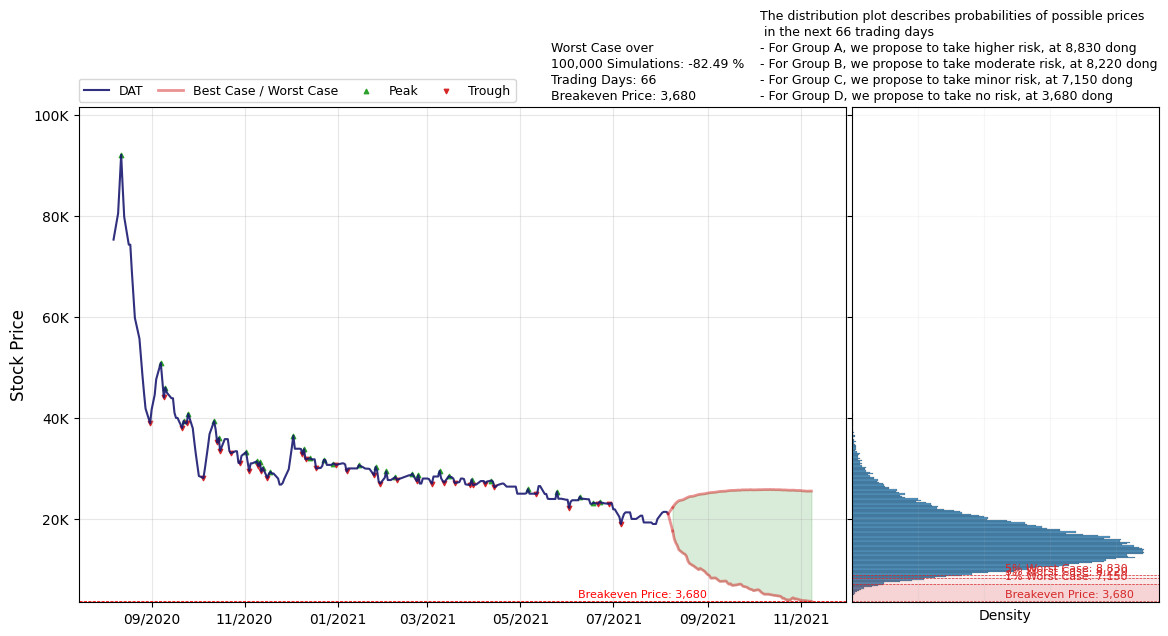 The distribution plot describes probabilities of possible prices
in the next 66 trading days
- For Group A, we propose to take higher risk, at 8,830 dong
- For Group B, we propose to take moderate risk, at 8,220 dong
- For Group C, we propose to take minor risk, at 7,150 dong
- For Group D, we propose to take no risk, at 3,680 dong
Worst Case over
100,000 Simulations: -82.49 %
Trading Days: 66
Breakeven Price: 3,680
DAT
Best Case / Worst Case
Peak
Trough
Stock Price
100K
80K
60K
40K
20K
Breakeven Price: 3,680
09/2020
11/2020
01/2021
03/2021
05/2021
07/2021
09/2021
11/2021
5% Worst Case: 8,830
1% Worst Case: 7,150
Breakeven Price: 3,680
Density